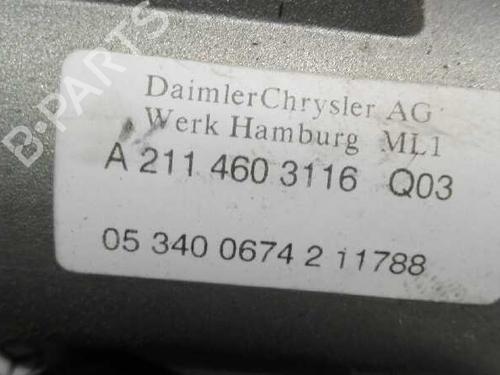 B-PARTS
DaimlerChrysler AG
Werk Hamburg ML1
A 211 460 3116 Q03
05 340 0674 2 11788